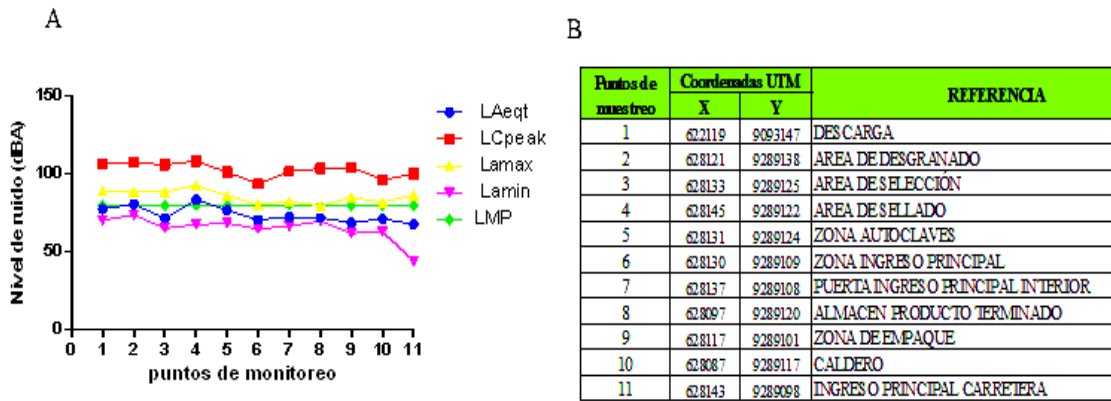 A
Nivel de ruido (dBA)
150
100
50
0
0 1 2 3 4 5 6 7 8 9 10 11
puntos de monitoreo
LAeqt
LCpeak
Lamax
Lamin
LMP
B
Puntos de muestreo Coordenadas UTM REFERENCIA
X Y
1 622119 9093147 DESCARGA
2 628121 9289138 AREA DE DESGRANADO
3 628133 9289125 AREA DE SELECCIÓN
4 628145 9289122 AREA DE SELLADO
5 628131 9289124 ZONA AUTOCLAVES
6 628130 9289109 ZONA INGRESO PRINCIPAL
7 628137 9289108 PUERTA INGRESO PRINCIPAL INTERIOR
8 628097 9289120 ALMACEN PRODUCTO TERMINADO
9 628117 9289101 ZONA DE EMPAQUE
10 628087 9289117 CALDERO
11 628143 9289098 INGRESO PRINCIPAL CARRETERA